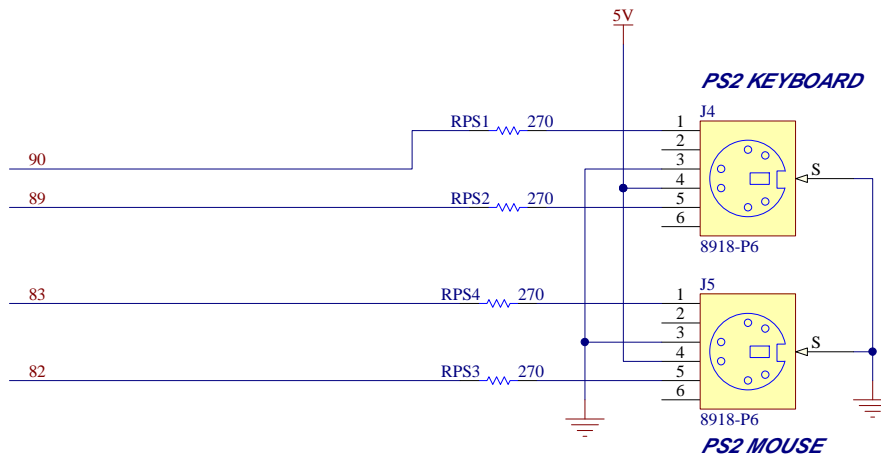 5V
PS2 KEYBOARD
J4
RPS1 270
1
2
3
4
5
6
90
89
RPS2 270
S
8918-P6
83
RPS4 270
J5
1
2
3
4
5
6
82
RPS3 270
S
8918-P6
PS2 MOUSE